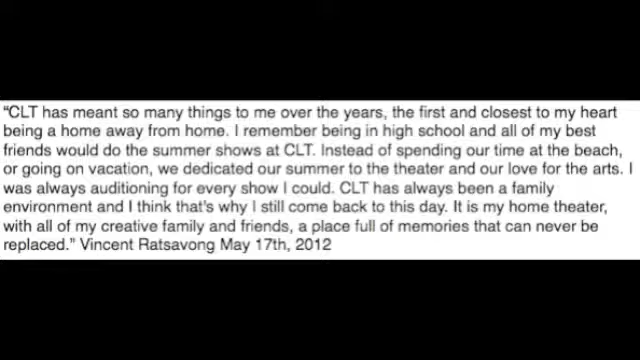 “CLT has meant so many things to me over the years, the first and closest to my heart
being a home away from home. I remember being in high school and all of my best
friends would do the summer shows at CLT. Instead of spending our time at the beach,
or going on vacation, we dedicated our summer to the theater and our love for the arts. I
was always auditioning for every show I could. CLT has always been a family
environment and I think that's why I still come back to this day. It is my home theater,
with all of my creative family and friends, a place full of memories that can never be
replaced.” Vincent Ratsavong May 17th, 2012